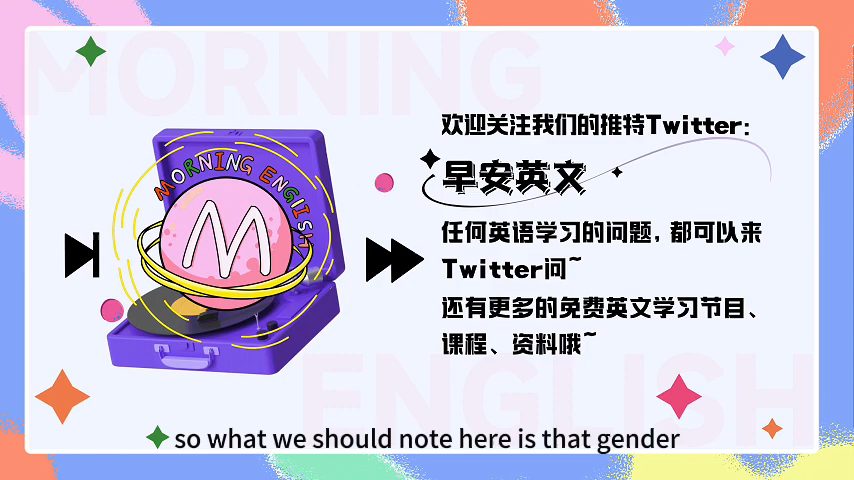 MORNING
MORNING ENGLISH
M
欢迎关注我们的推特Twitter:
早安英文
任何英语学习的问题, 都可以来
Twitter问~
还有更多的免费英文学习节目、
课程、资料哦~
ENGLISH
so what we should note here is that gender